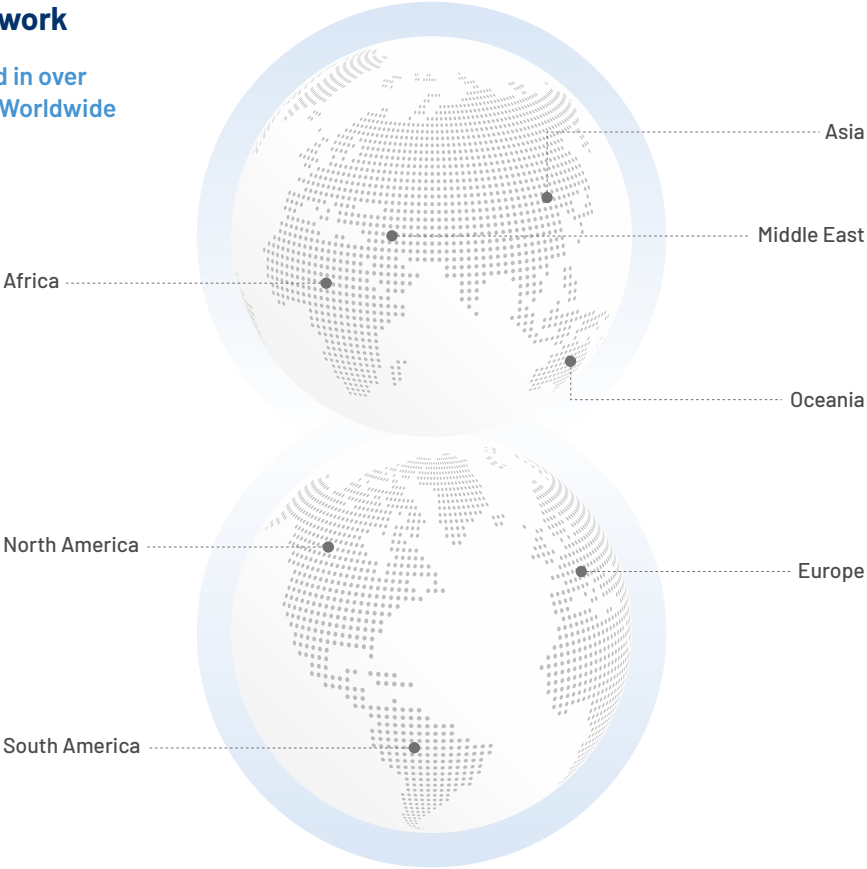 work
d in over
Worldwide
Asia
Middle East
Africa
Oceania
North America
Europe
South America